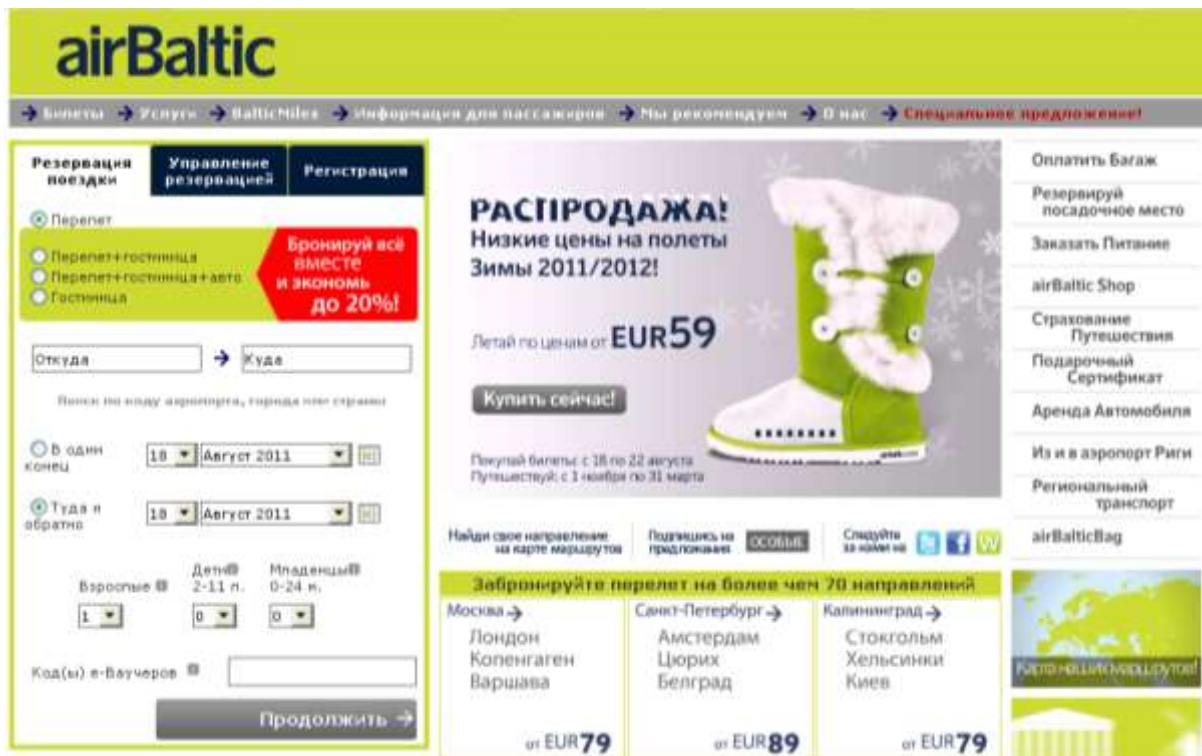 airBaltic
Билеты Услуги BalticMiles Информация для пассажиров Мы рекомендуем О нас Специальное предложение!
Резервация
поездки
Управление
резервацией
Регистрация
Перелет
Перелет+гостиница
Перелет+гостиница+авто
Гостиница
Бронируй всё
вместе
и экономь
до 20%!
Откуда
Куда
Поиск по коду аэропорта, города или страны
В один
конец
18 Август 2011
Туда и
обратно
18 Август 2011
Взрослые
Дети
2-11 л.
Младенцы
0-24 м.
1 0 0
Код(ы) е-Ваучеров
Продолжить
РАСПРОДАЖА!
Низкие цены на полеты
Зимы 2011/2012!
Летай по ценам от EUR59
Купить сейчас!
Покупай билеты: с 18 по 22 августа
Путешествуй: с 1 ноября по 31 марта
Найди свое направление
на карте маршрутов
Подпишись на
предложения
ОСОБЫЕ
Следуйте
за нами на
Забронируйте перелет на более чем 70 направлений
Москва
Лондон
Копенгаген
Варшава
от EUR79
Санкт-Петербург
Амстердам
Цюрих
Белград
от EUR89
Калининград
Стокгольм
Хельсинки
Киев
от EUR79
Оплатить Багаж
Резервируй
посадочное место
Заказать Питание
airBaltic Shop
Страхование
Путешествия
Подарочный
Сертификат
Аренда Автомобиля
Из и в аэропорт Риги
Региональный
транспорт
airBalticBag
Карта наших маршрутов!